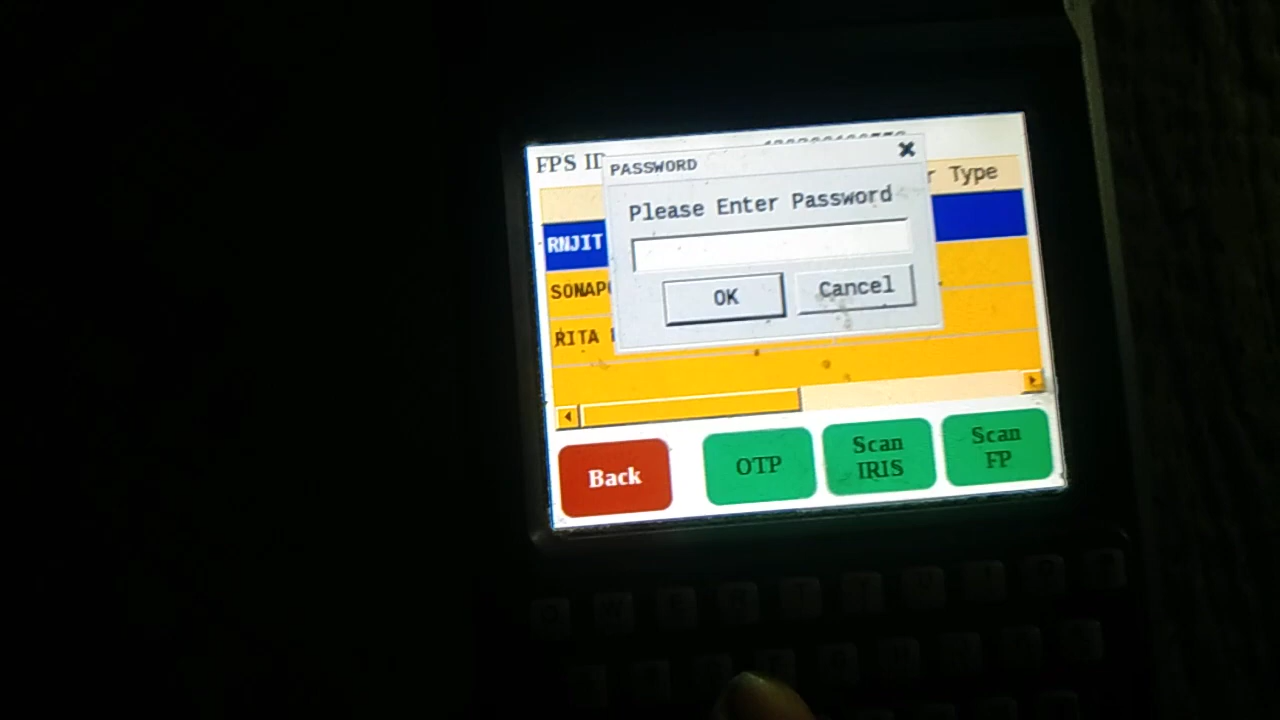 FPS ID
PASSWORD
r Type
Please Enter Password
RNJIT
OK
Cancel
SONAP
RITA
Back
OTP
Scan
IRIS
Scan
FP